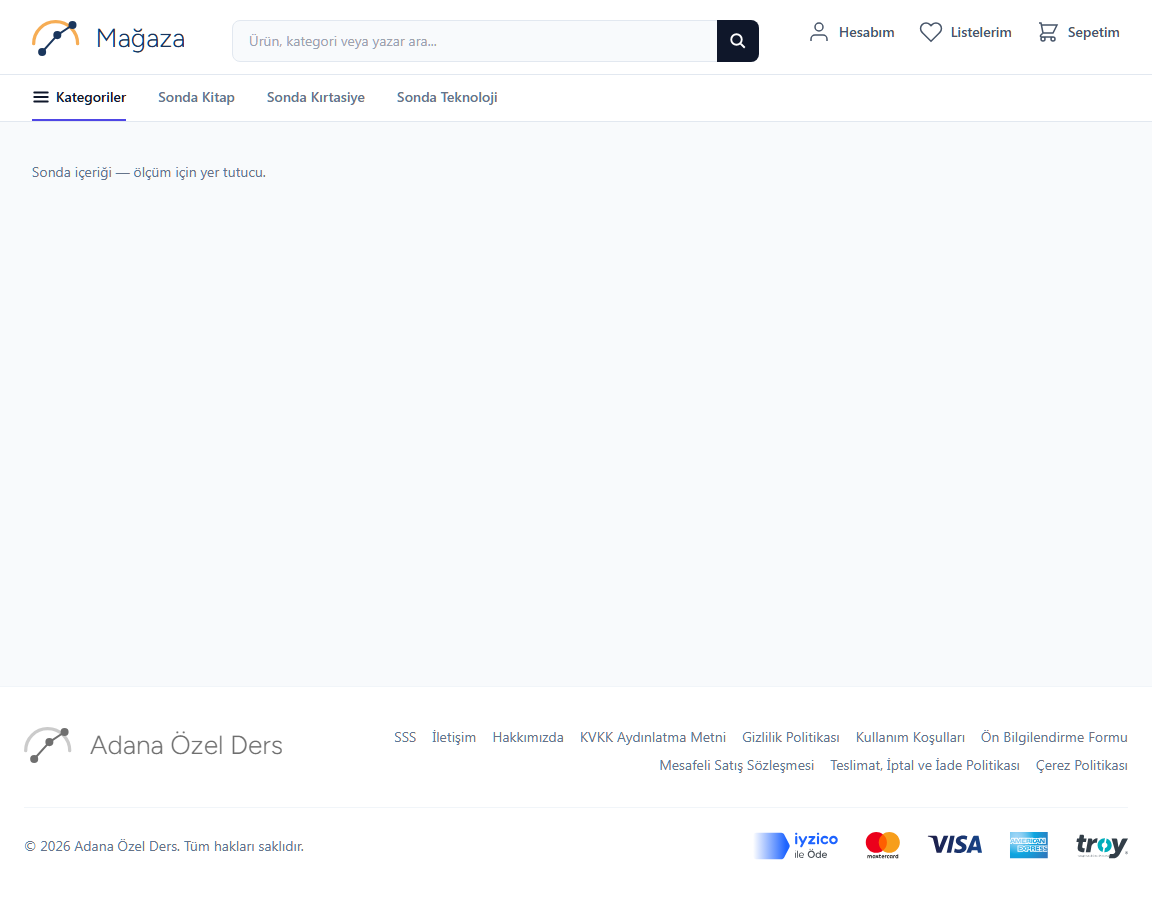 Mağaza
Ürün, kategori veya yazar ara...
Hesabım
Listelerim
Sepetim
Kategoriler
Sonda Kitap
Sonda Kırtasiye
Sonda Teknoloji
Sonda içeriği — ölçüm için yer tutucu.
Adana Özel Ders
SSS İletişim Hakkımızda KVKK Aydınlatma Metni Gizlilik Politikası Kullanım Koşulları Ön Bilgilendirme Formu
Mesafeli Satış Sözleşmesi Teslimat, İptal ve İade Politikası Çerez Politikası
© 2026 Adana Özel Ders. Tüm hakları saklıdır.
iyzico
ile Öde
mastercard
VISA
AMERICAN
EXPRESS
troy